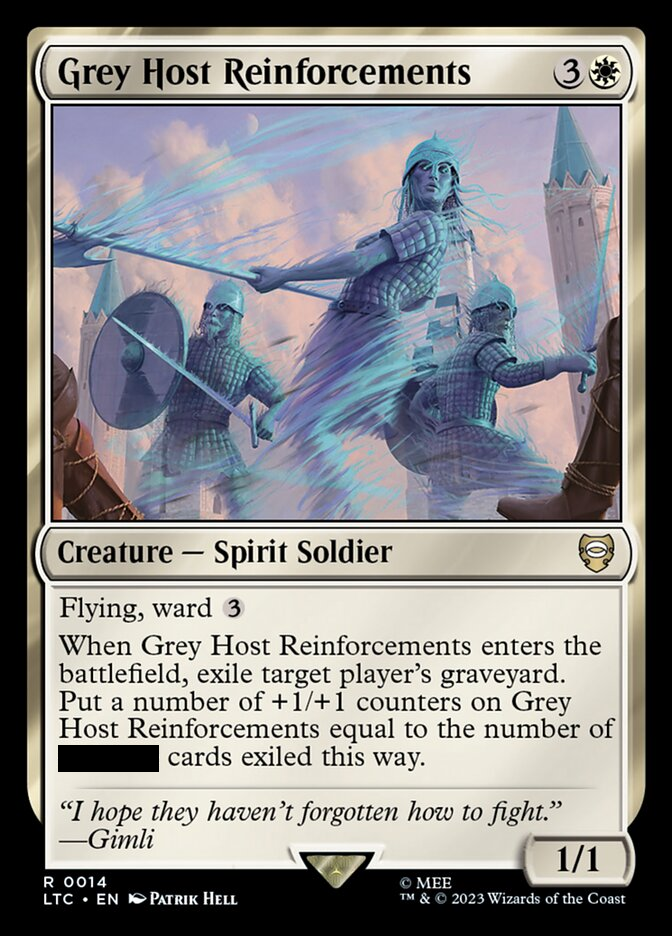 Grey Host Reinforcements 3
Creature — Spirit Soldier
Flying, ward 3
When Grey Host Reinforcements enters the
battlefield, exile target player's graveyard.
Put a number of +1/+1 counters on Grey
Host Reinforcements equal to the number of
cards exiled this way.
“I hope they haven't forgotten how to fight.”
—Gimli
1/1
R 0014
LTC • EN Patrik Hell
© MEE
™ & © 2023 Wizards of the Coast